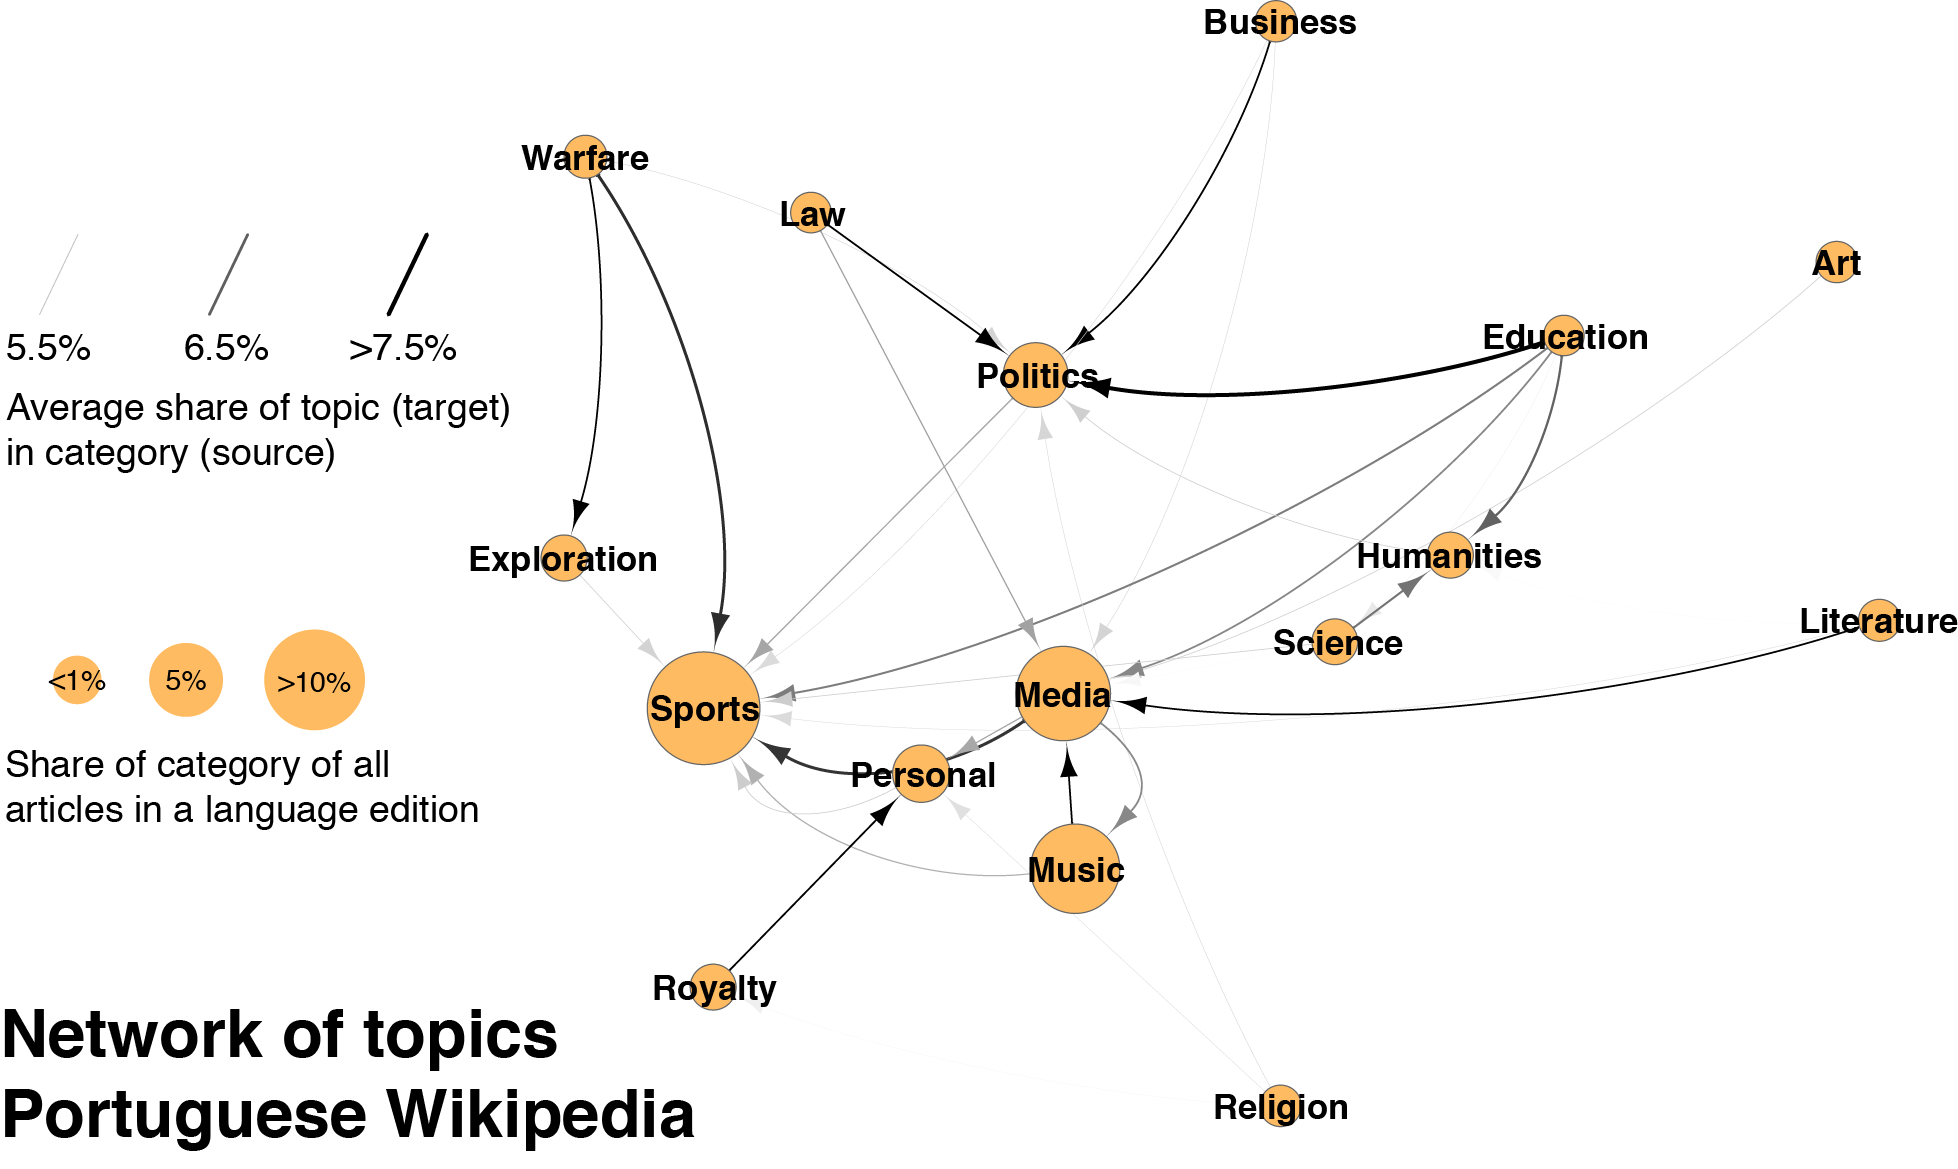 Business
Warfare
Law
Art
Education
Politics
5.5% 6.5% >7.5%
Average share of topic (target)
in category (source)
Exploration
Humanities
Literature
Science
<1% 5% >10%
Sports
Media
Share of category of all
articles in a language edition
Personal
Music
Royalty
Religion
Network of topics
Portuguese Wikipedia